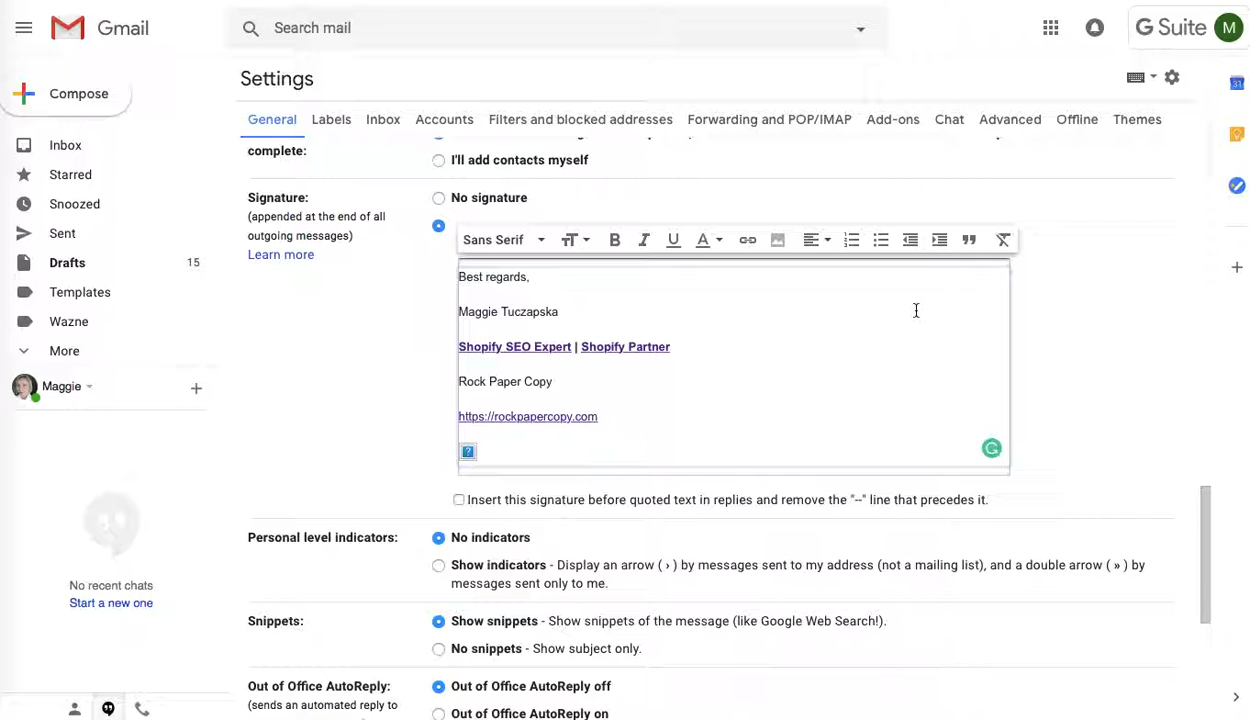 Gmail
Search mail
G Suite
M
Compose
Inbox
Starred
Snoozed
Sent
Drafts 15
Templates
Wazne
More
Maggie
No recent chats
Start a new one
Settings
General Labels Inbox Accounts Filters and blocked addresses Forwarding and POP/IMAP Add-ons Chat Advanced Offline Themes
complete:
I'll add contacts myself
Signature:
(appended at the end of all
outgoing messages)
Learn more
No signature
Sans Serif
Best regards,
Maggie Tuczapska
Shopify SEO Expert | Shopify Partner
Rock Paper Copy
https://rockpapercopy.com
Insert this signature before quoted text in replies and remove the "--" line that precedes it.
Personal level indicators:
No indicators
Show indicators - Display an arrow ( › ) by messages sent to my address (not a mailing list), and a double arrow ( » ) by
messages sent only to me.
Snippets:
Show snippets - Show snippets of the message (like Google Web Search!).
No snippets - Show subject only.
Out of Office AutoReply:
(sends an automated reply to
Out of Office AutoReply off
Out of Office AutoReply on
31